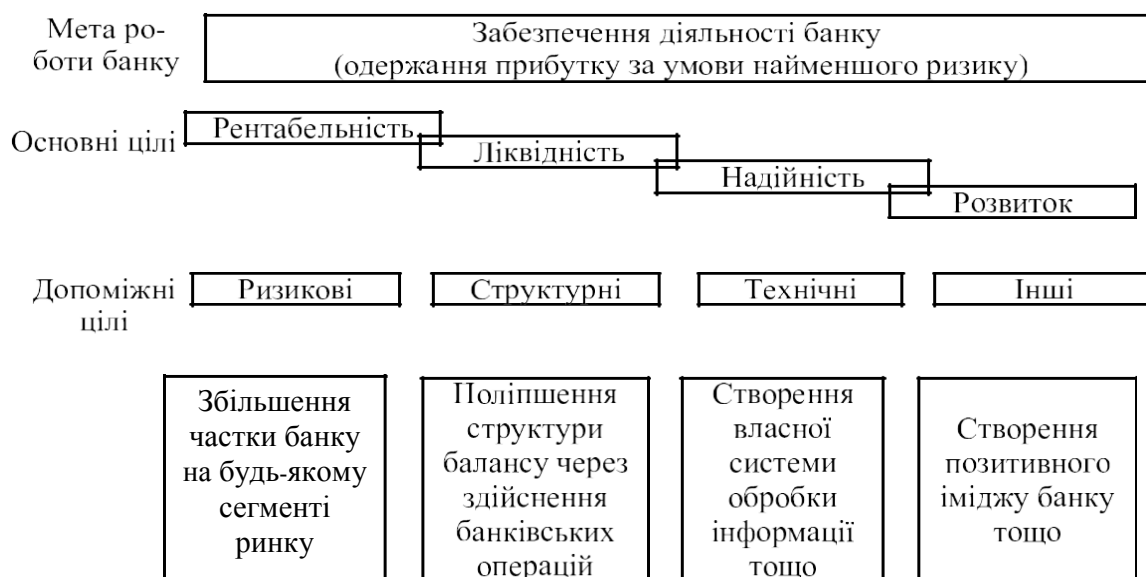 Мета ро-
боти банку
Забезпечення діяльності банку
(одержання прибутку за умови найменшого ризику)
Основні цілі
Рентабельність
Ліквідність
Надійність
Розвиток
Допоміжні
цілі
Ризикові
Структурні
Технічні
Інші
Збільшення
частки банку
на будь-якому
сегменті
ринку
Поліпшення
структури
балансу через
здійснення
банківських
операцій
Створення
власної
системи
обробки
інформації
тощо
Створення
позитивного
іміджу банку
тощо